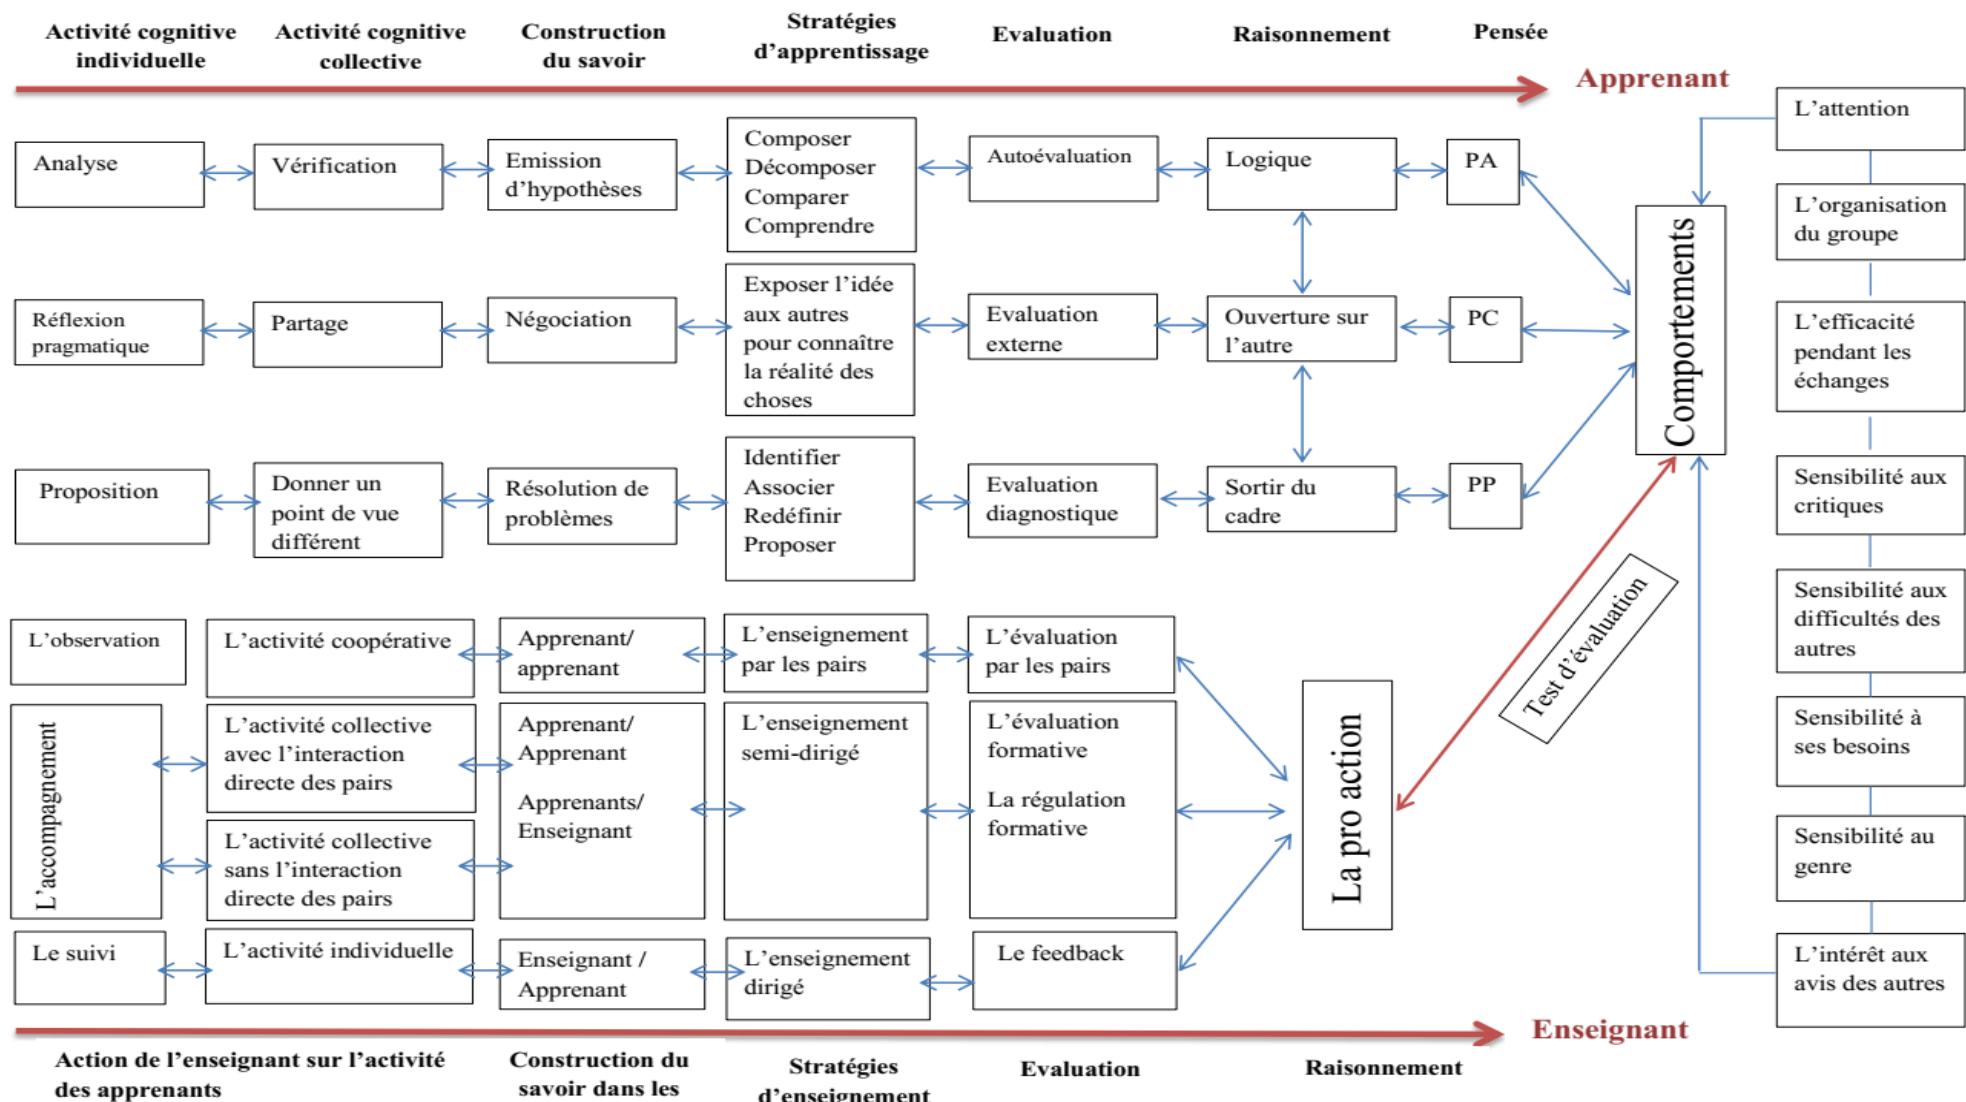 Activité cognitive
individuelle
Activité cognitive
collective
Construction
du savoir
Stratégies
d’apprentissage
Evaluation
Raisonnement
Pensée
Apprenant
Analyse
Vérification
Emission
d’hypothèses
Composer
Décomposer
Comparer
Comprendre
Autoévaluation
Logique
PA
Réflexion
pragmatique
Partage
Négociation
Exposer l’idée
aux autres
pour connaître
la réalité des
choses
Evaluation
externe
Ouverture sur
l’autre
PC
Proposition
Donner un
point de vue
différent
Résolution de
problèmes
Identifier
Associer
Redéfinir
Proposer
Evaluation
diagnostique
Sortir du
cadre
PP
Comportements
L’attention
L’organisation
du groupe
L’efficacité
pendant les
échanges
Sensibilité aux
critiques
Sensibilité aux
difficultés des
autres
Sensibilité à
ses besoins
Sensibilité au
genre
L’intérêt aux
avis des autres
Test d’évaluation
L’observation
L’activité coopérative
Apprenant/
apprenant
L’enseignement
par les pairs
L’évaluation
par les pairs
L’accompagnement
L’activité collective
avec l’interaction
directe des pairs
L’activité collective
sans l’interaction
directe des pairs
Apprenant/
Apprenant
Apprenants/
Enseignant
L’enseignement
semi-dirigé
L’évaluation
formative
La régulation
formative
La pro action
Le suivi
L’activité individuelle
Enseignant /
Apprenant
L’enseignement
dirigé
Le feedback
Enseignant
Action de l’enseignant sur l’activité
des apprenants
Construction du
savoir dans les
Stratégies
d’enseignement
Evaluation
Raisonnement